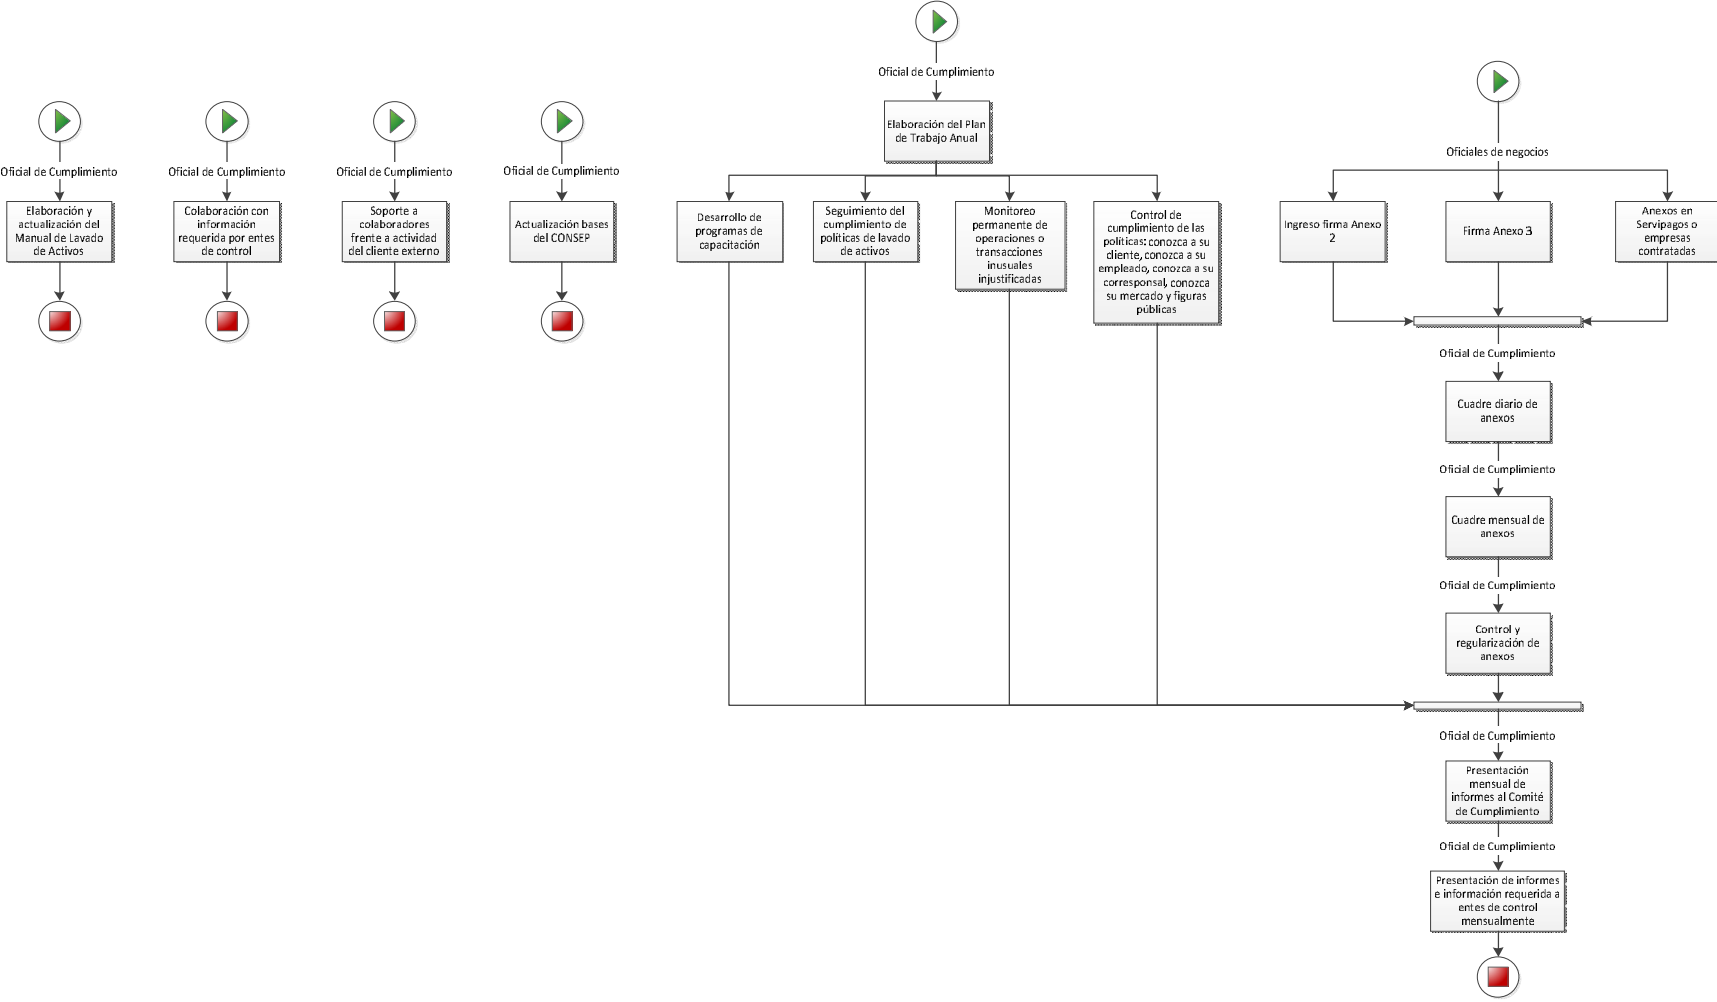 Oficial de Cumplimiento
Elaboración y
actualización del
Manual de Lavado
de Activos
Oficial de Cumplimiento
Colaboración con
información
requerida por entes
de control
Oficial de Cumplimiento
Soporte a
colaboradores
frente a actividad
del cliente externo
Oficial de Cumplimiento
Actualización bases
del CONSEP
Oficial de Cumplimiento
Elaboración del Plan
de Trabajo Anual
Desarrollo de
programas de
capacitación
Seguimiento del
cumplimiento de
políticas de lavado
de activos
Monitoreo
permanente de
operaciones o
transacciones
inusuales
injustificadas
Control de
cumplimiento de las
políticas: conozca a su
cliente, conozca a su
empleado, conozca a su
corresponsal, conozca
su mercado y figuras
públicas
Oficiales de negocios
Ingreso firma Anexo
2
Firma Anexo 3
Anexos en
Servipagos o
empresas
contratadas
Oficial de Cumplimiento
Cuadre diario de
anexos
Oficial de Cumplimiento
Cuadre mensual de
anexos
Oficial de Cumplimiento
Control y
regularización de
anexos
Oficial de Cumplimiento
Presentación
mensual de
informes al Comité
de Cumplimiento
Oficial de Cumplimiento
Presentación de informes
e información requerida a
entes de control
mensualmente